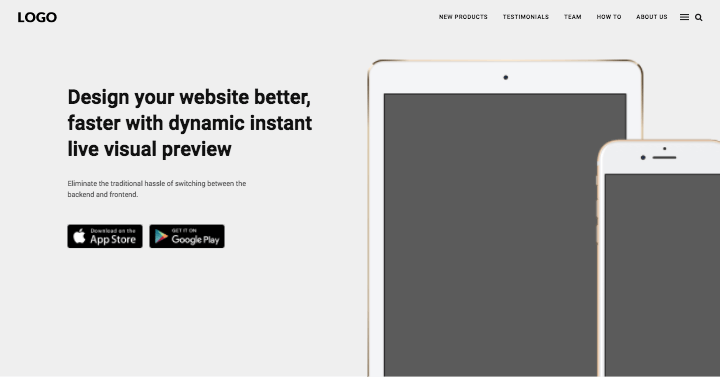 LOGO
NEW PRODUCTS TESTIMONIALS TEAM HOW TO ABOUT US
Design your website better,
faster with dynamic instant
live visual preview
Eliminate the traditional hassle of switching between the
backend and frontend.
Download on the
App Store
GET IT ON
Google Play